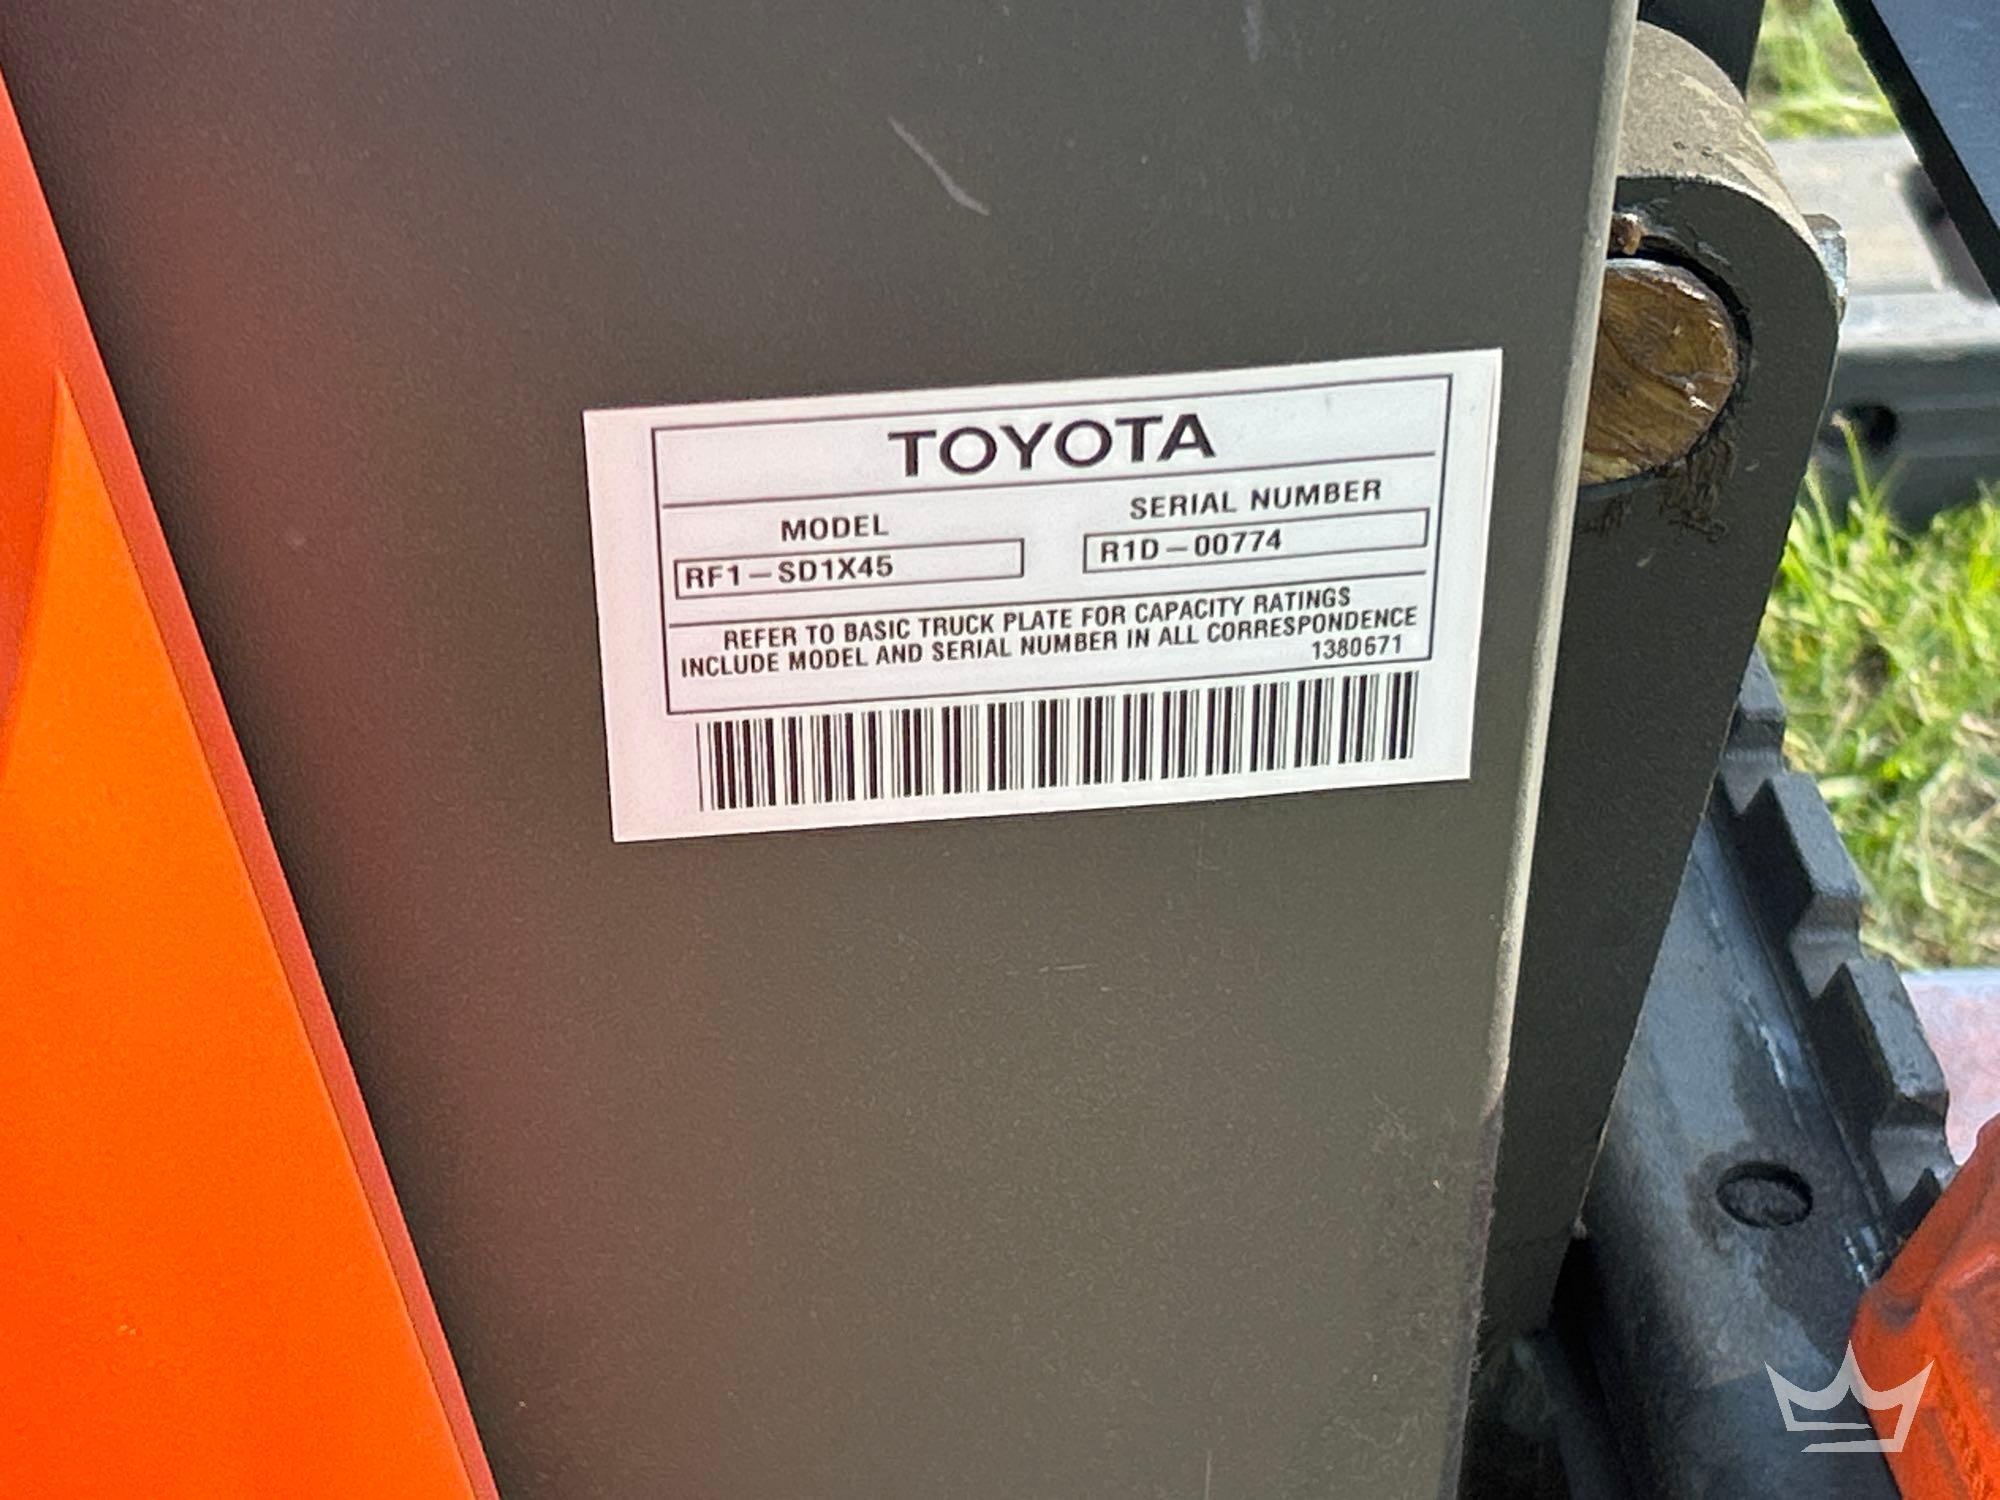 TOYOTA
MODEL
SERIAL NUMBER
RF1-SD1X45
R1D-00774
REFER TO BASIC TRUCK PLATE FOR CAPACITY RATINGS
INCLUDE MODEL AND SERIAL NUMBER IN ALL CORRESPONDENCE
1380671